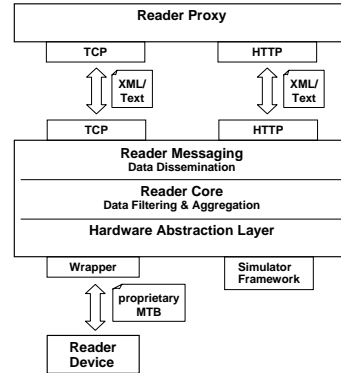 Reader Proxy
TCP
HTTP
XML/
Text
XML/
Text
TCP
HTTP
Reader Messaging
Data Dissemination
Reader Core
Data Filtering & Aggregation
Hardware Abstraction Layer
Wrapper
Simulator
Framework
proprietary
MTB
Reader
Device